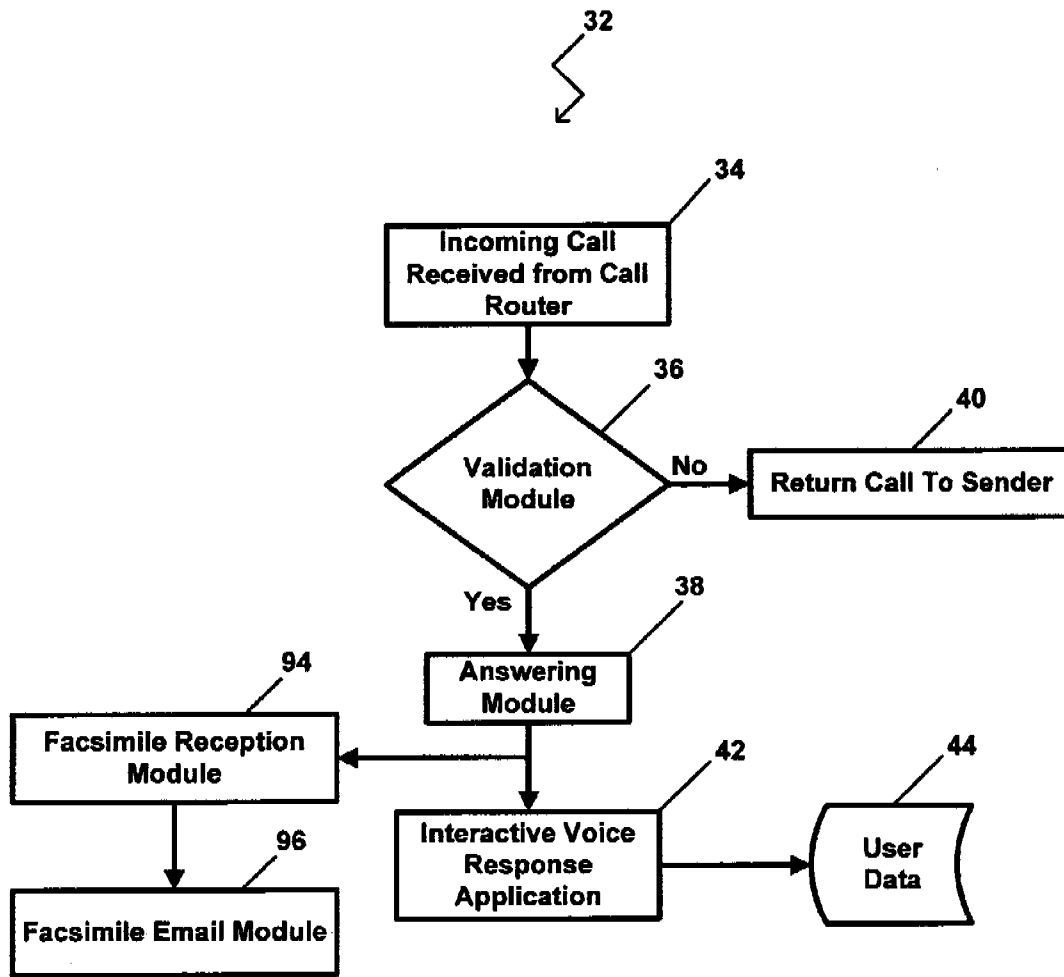 32
34
Incoming Call
Received from Call
Router
36
Validation
Module
No
40
Return Call To Sender
Yes
38
Answering
Module
94
Facsimile Reception
Module
42
Interactive Voice
Response
Application
44
User
Data
96
Facsimile Email Module